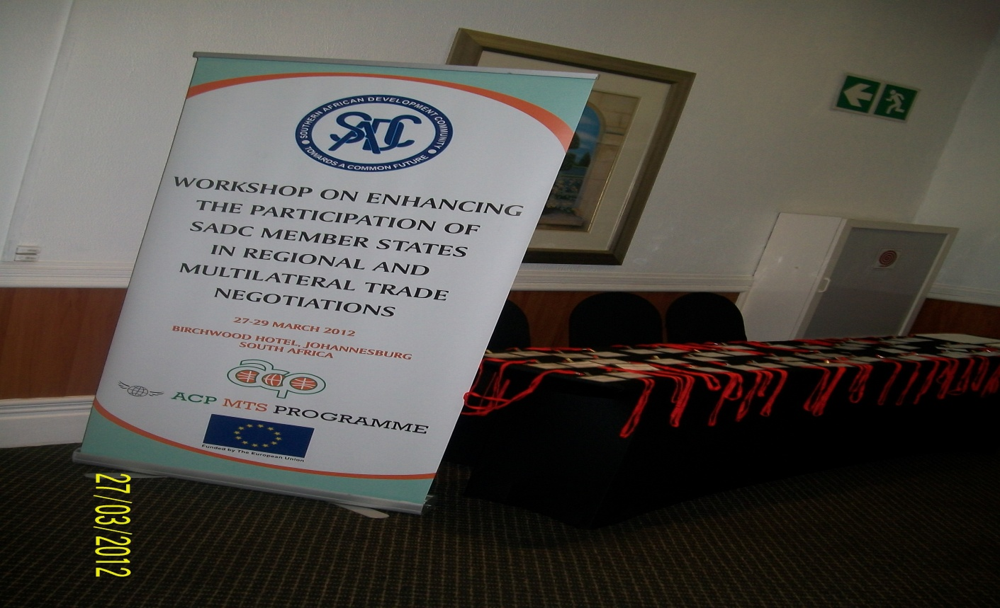 SOUTHERN AFRICAN DEVELOPMENT COMMUNITY
SADC
TOWARDS A COMMON FUTURE
WORKSHOP ON ENHANCING
THE PARTICIPATION OF
SADC MEMBER STATES
IN REGIONAL AND
MULTILATERAL TRADE
NEGOTIATIONS
27-29 MARCH 2012
BIRCHWOOD HOTEL, JOHANNESBURG
SOUTH AFRICA
acp
ACP MTS PROGRAMME
Funded by The European Union
27/03/2012